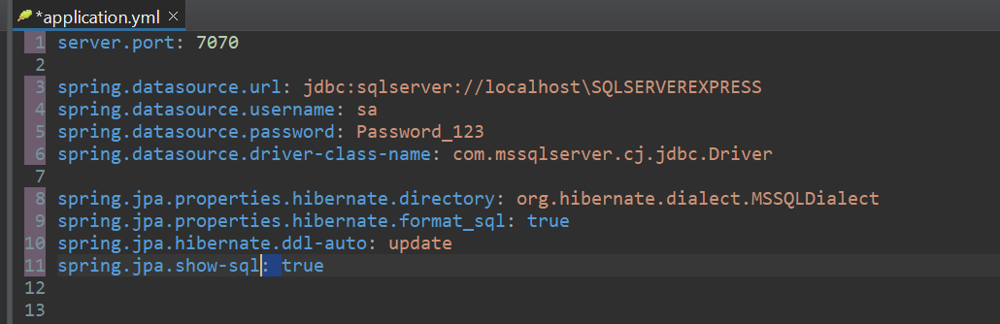 *application.yml
1 server.port: 7070
2
3 spring.datasource.url: jdbc:sqlserver://localhost\SQLSERVEREXPRESS
4 spring.datasource.username: sa
5 spring.datasource.password: Password_123
6 spring.datasource.driver-class-name: com.mssqlserver.cj.jdbc.Driver
7
8 spring.jpa.properties.hibernate.directory: org.hibernate.dialect.MSSQLDialect
9 spring.jpa.properties.hibernate.format_sql: true
10 spring.jpa.hibernate.ddl-auto: update
11 spring.jpa.show-sql: true
12
13